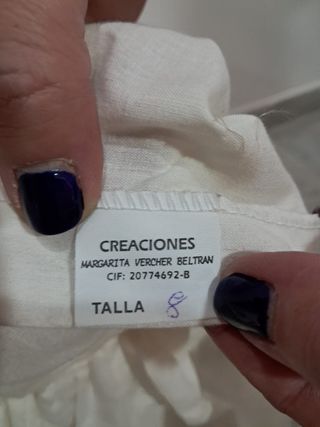 CREACIONES
MARGARITA VERCHER BELTRAN
CIF: 20774692-B
TALLA 8